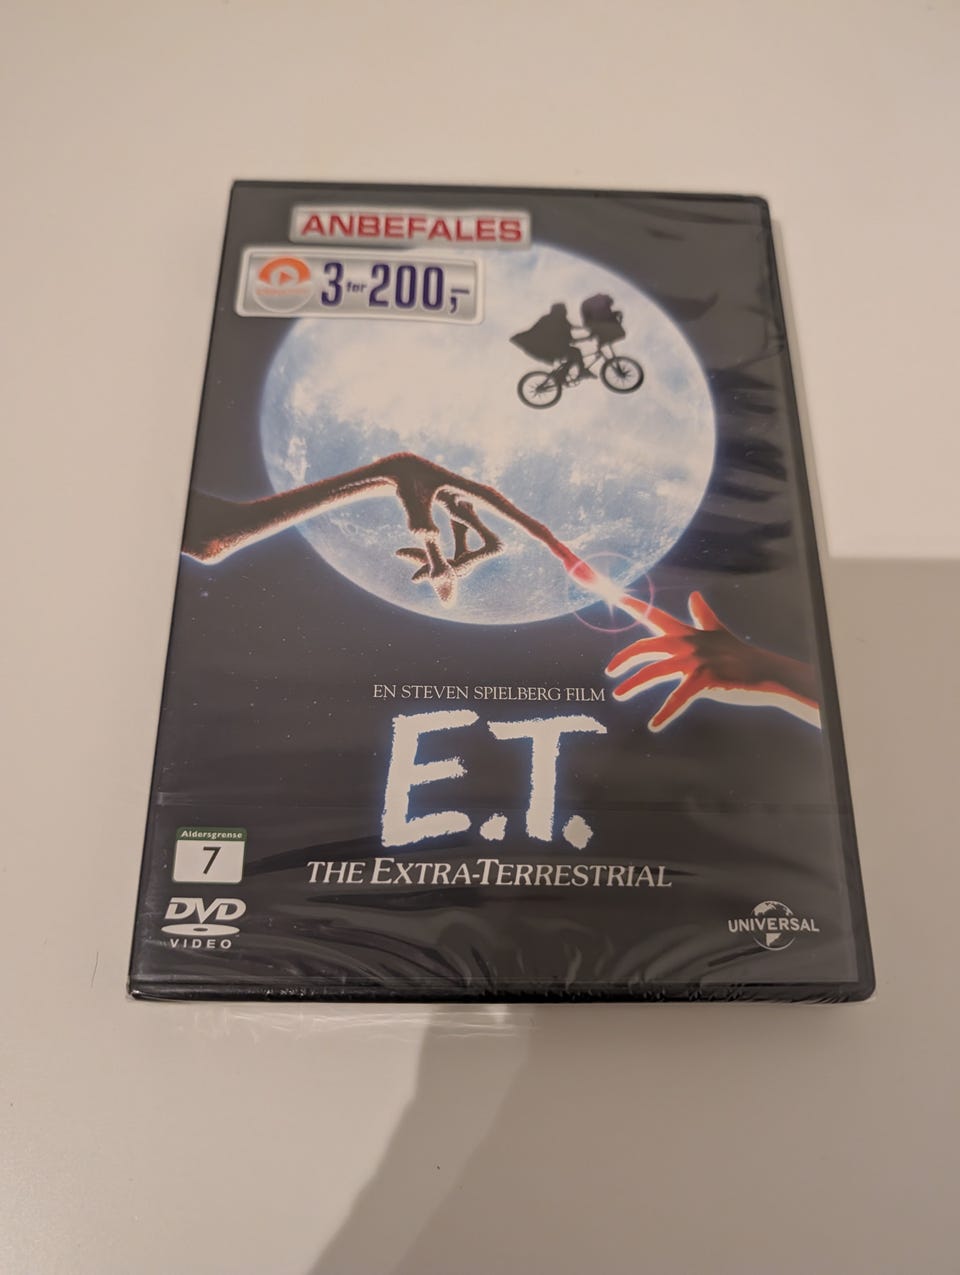 ANBEFALES
3 for 200,-
EN STEVEN SPIELBERG FILM
E.T.
THE EXTRA-TERRESTRIAL
Aldersgrense
7
DVD
VIDEO
UNIVERSAL